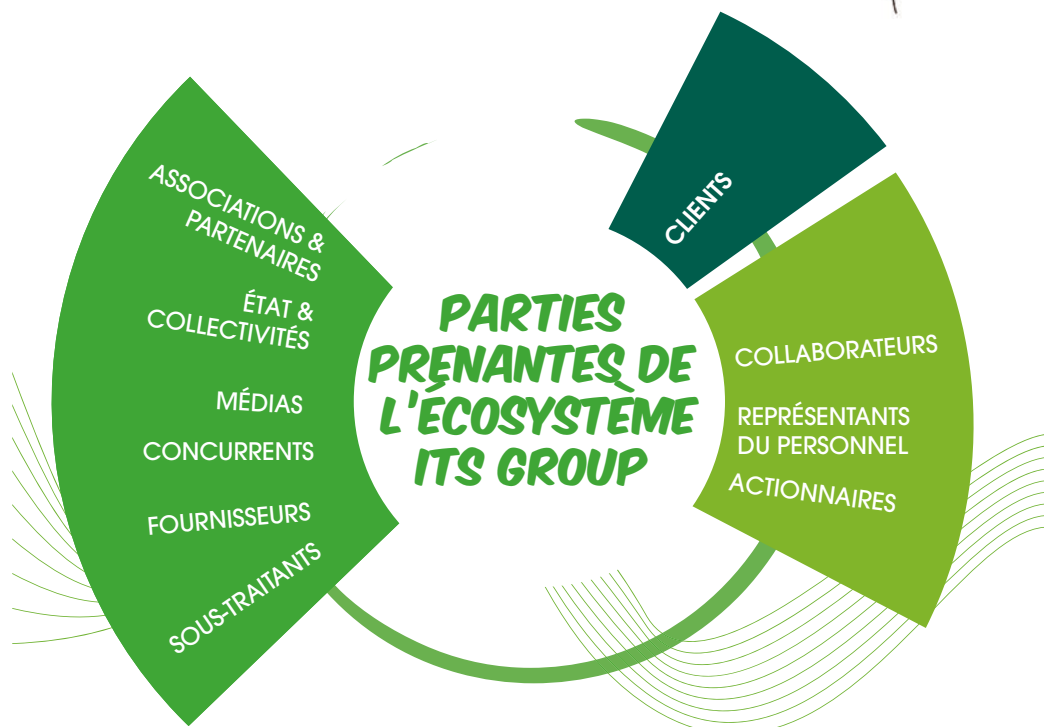 ASSOCIATIONS &
PARTENAIRES
ÉTAT &
COLLECTIVITÉS
MÉDIAS
CONCURRENTS
FOURNISSEURS
SOUS-TRAITANTS
PARTIES
PRENANTES DE
L'ÉCOSYSTÈME
ITS GROUP
CLIENTS
COLLABORATEURS
REPRÉSENTANTS
DU PERSONNEL
ACTIONNAIRES